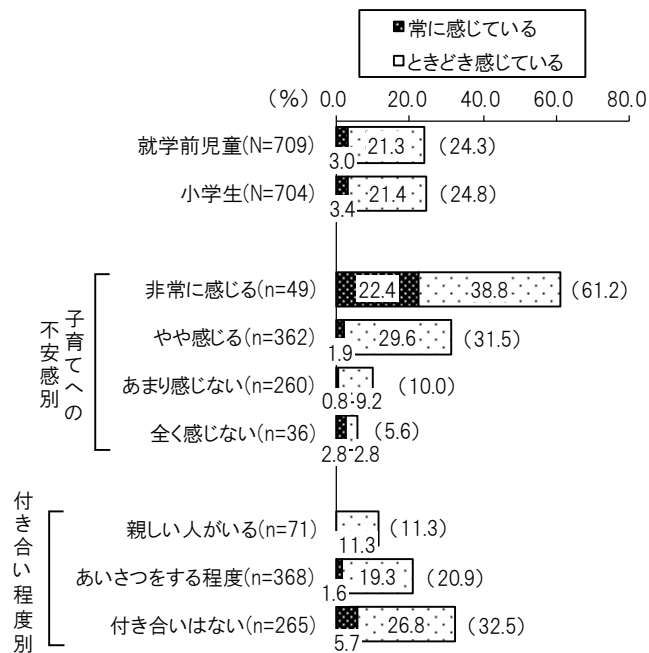 常に感じている
ときどき感じている
(%) 0.0 20.0 40.0 60.0 80.0
就学前児童(N=709) 3.0 21.3 (24.3)
小学生(N=704) 3.4 21.4 (24.8)
子育てへの
不安感別
非常に感じる(n=49) 22.4 38.8 (61.2)
やや感じる(n=362) 1.9 29.6 (31.5)
あまり感じない(n=260) 0.8 9.2 (10.0)
全く感じない(n=36) 2.8 2.8 (5.6)
付き合い程度別
親しい人がいる(n=71) 11.3 (11.3)
あいさつをする程度(n=368) 1.6 19.3 (20.9)
付き合いはない(n=265) 5.7 26.8 (32.5)